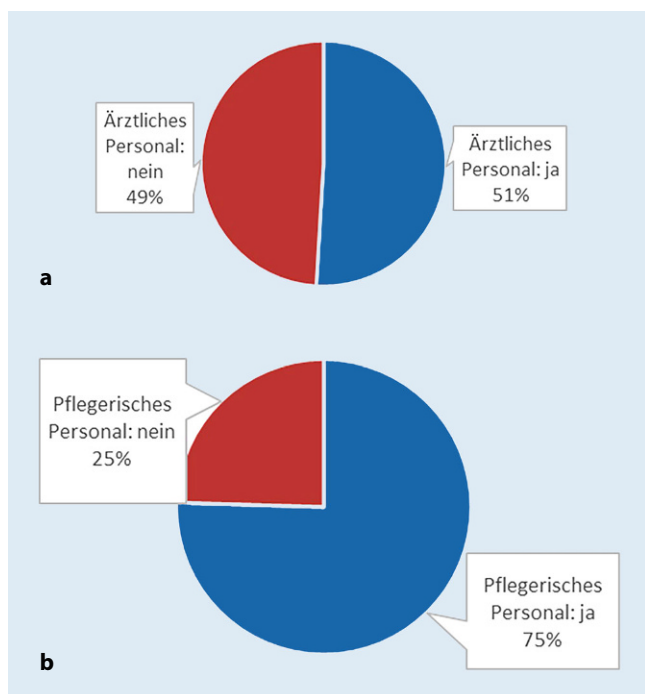 Ärztliches
Personal:
nein
49%
Ärztliches
Personal: ja
51%
a
Pflegerisches
Personal: nein
25%
Pflegerisches
Personal: ja
75%
b